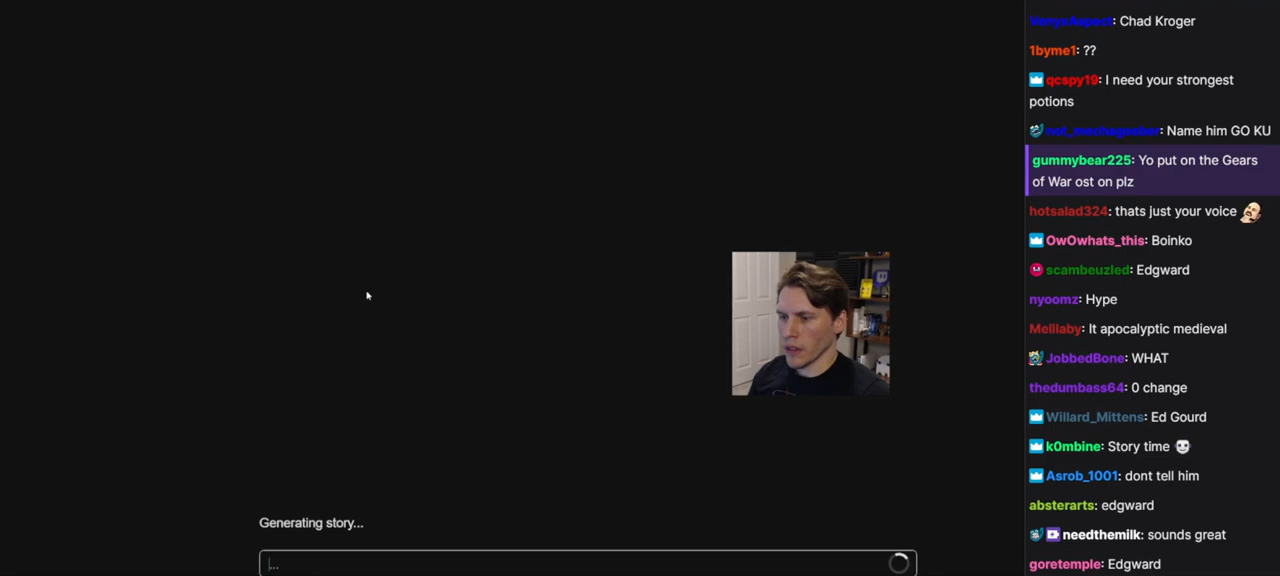 VenyxAspect: Chad Kroger
1byme1: ??
qcspy19: I need your strongest
potions
not_mechagoober: Name him GO KU
gummybear225: Yo put on the Gears
of War ost on plz
hotsalad324: thats just your voice
OwOwhats_this: Boinko
scambeuzled: Edgward
nyoomz: Hype
Melllaby: It apocalyptic medieval
JobbedBone: WHAT
thedumbass64: 0 change
Willard_Mittens: Ed Gourd
k0mbine: Story time
Asrob_1001: dont tell him
absterarts: edgward
needthemilk: sounds great
goretemple: Edgward
Generating story...
...